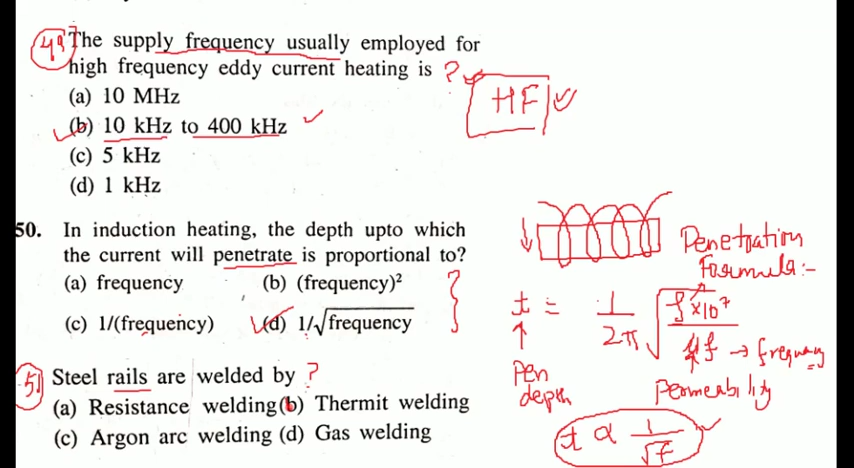 49 The supply frequency usually employed for
high frequency eddy current heating is ?
(a) 10 MHz
(b) 10 kHz to 400 kHz
(c) 5 kHz
(d) 1 kHz
HF
50. In induction heating, the depth upto which
the current will penetrate is proportional to?
(a) frequency (b) (frequency)²
(c) 1/(frequency) (d) 1/√frequency
Penetration
formula:-
t = 1/2π √(ρ×10⁷/μf) → frequency
Pen
depth
Permeability
t ∝ 1/√f
51 Steel rails are welded by ?
(a) Resistance welding (b) Thermit welding
(c) Argon arc welding (d) Gas welding